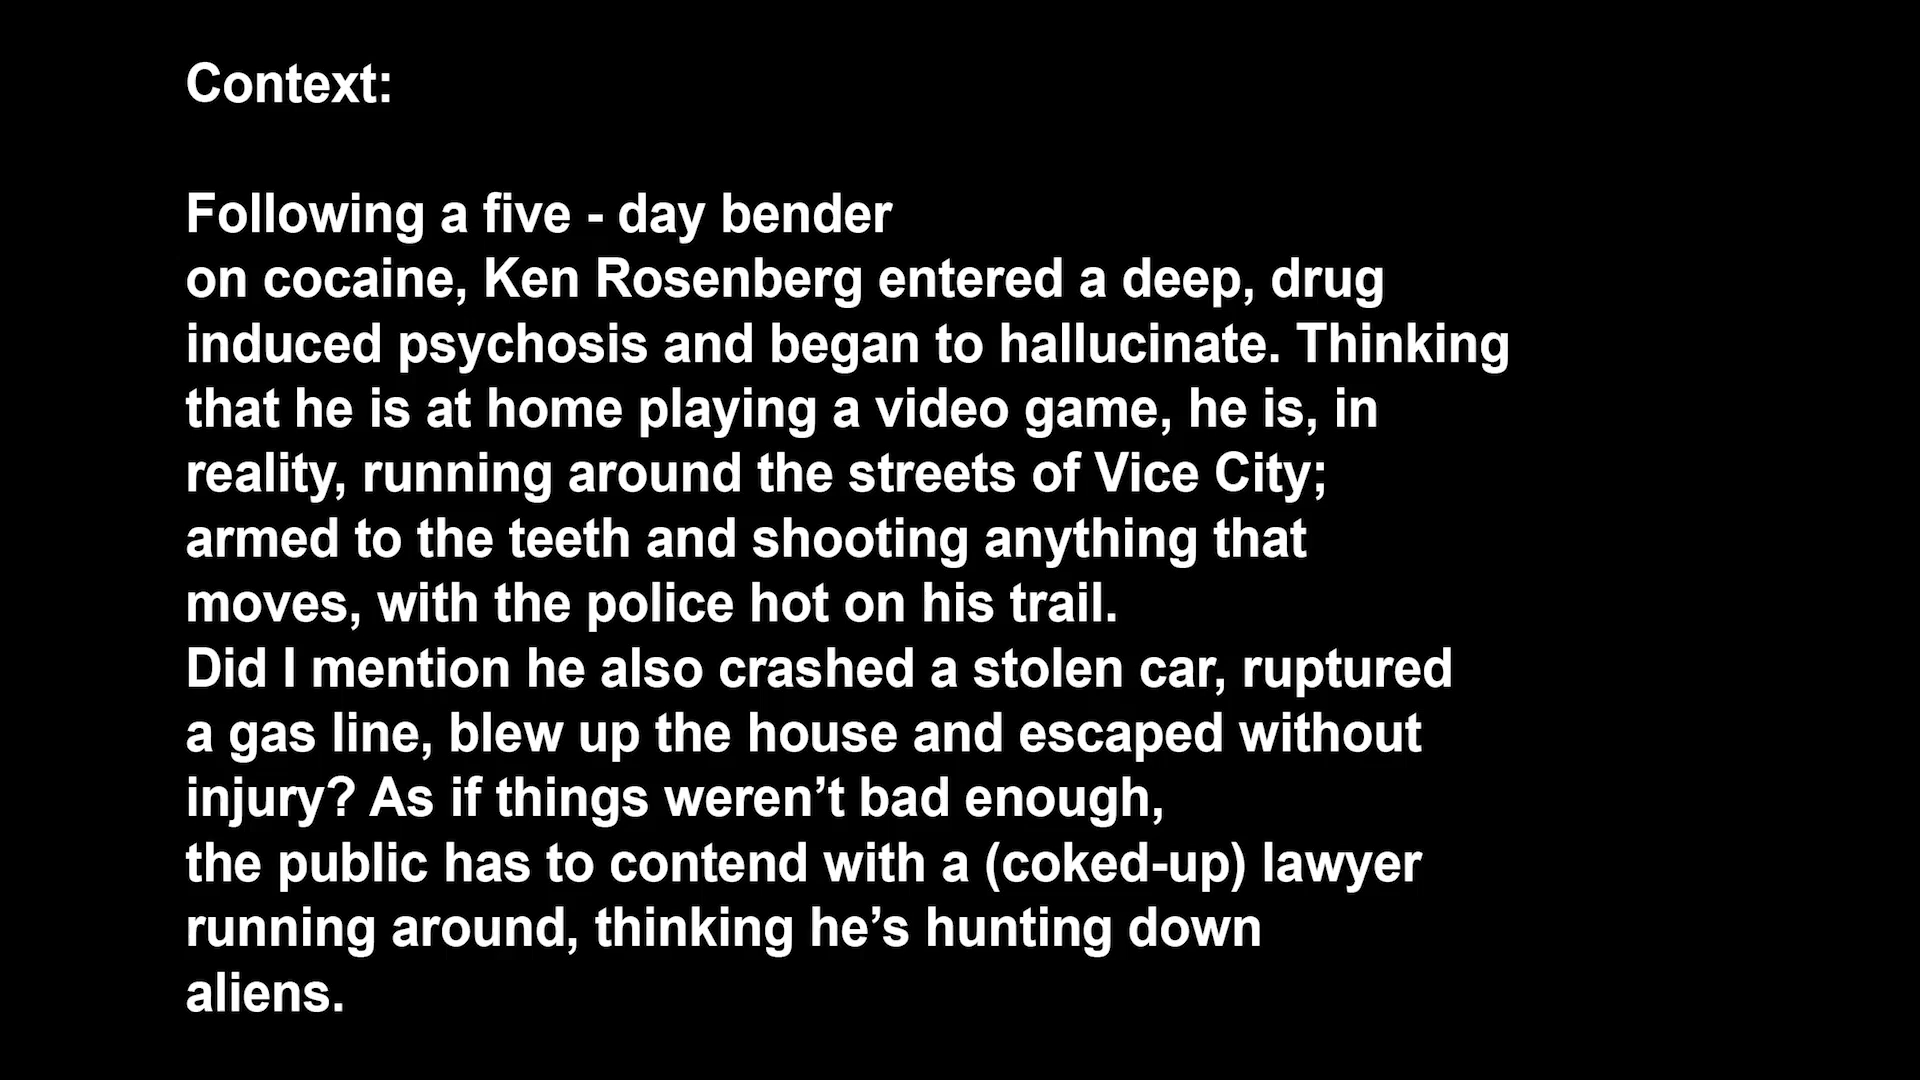 Context:
Following a five - day bender
on cocaine, Ken Rosenberg entered a deep, drug
induced psychosis and began to hallucinate. Thinking
that he is at home playing a video game, he is, in
reality, running around the streets of Vice City;
armed to the teeth and shooting anything that
moves, with the police hot on his trail.
Did I mention he also crashed a stolen car, ruptured
a gas line, blew up the house and escaped without
injury? As if things weren’t bad enough,
the public has to contend with a (coked-up) lawyer
running around, thinking he’s hunting down
aliens.